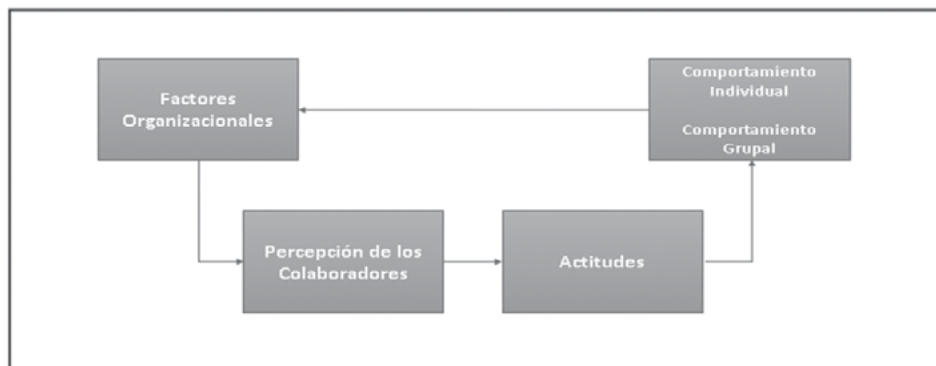 Factores
Organizacionales
Comportamiento
Individual
Comportamiento
Grupal
Percepción de los
Colaboradores
Actitudes